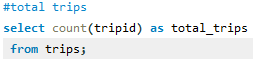 #total trips
select count(tripid) as total_trips
from trips;